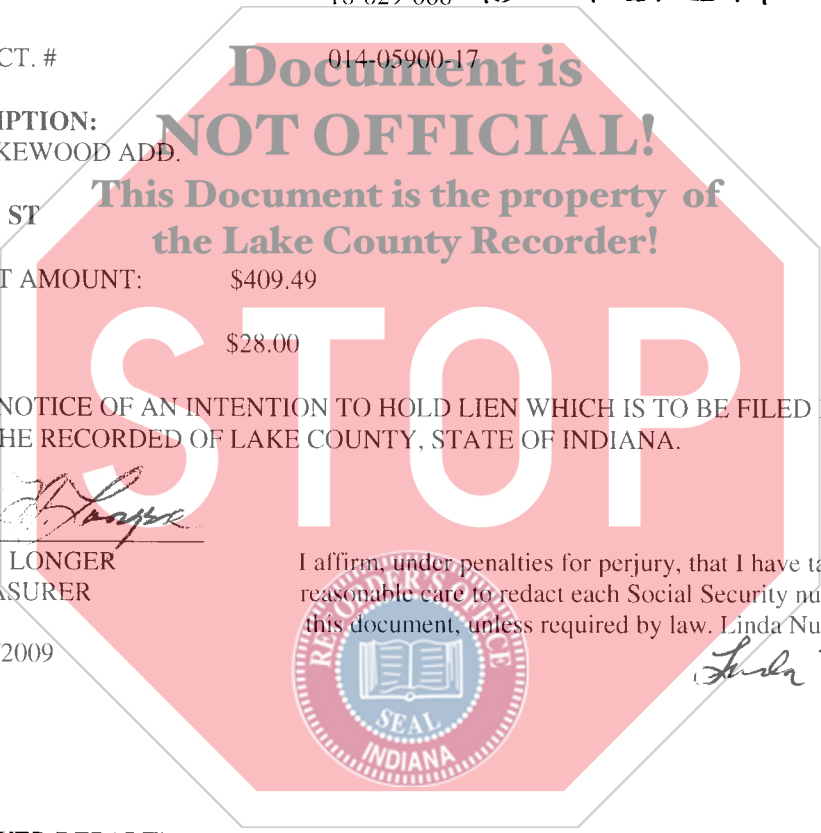 CT. # 014-05900-17
Document is
IPTION:
NOT OFFICIAL!
KEWOOD ADD.
This Document is the property of
ST
the Lake County Recorder!
T AMOUNT: $409.49
STOP
$28.00
NOTICE OF AN INTENTION TO HOLD LIEN WHICH IS TO BE FILED
HE RECORDED OF LAKE COUNTY, STATE OF INDIANA.
LONGER
I affirm, under penalties for perjury, that I have ta
ASURER
reasonable care to redact each Social Security nu
this document, unless required by law. Linda Nu
/2009
Linda
RECORDER'S OFFICE
SEAL
INDIANA